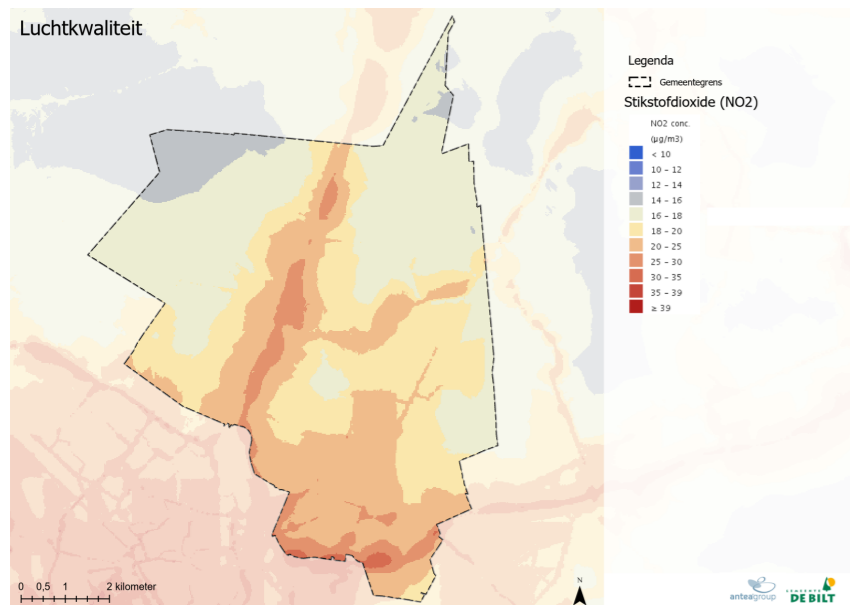 Luchtkwaliteit
Legenda
Gemeentegrens
Stikstofdioxide (NO2)
NO2 conc.
(µg/m3)
< 10
10 – 12
12 – 14
14 – 16
16 – 18
18 – 20
20 – 25
25 – 30
30 – 35
35 – 39
≥ 39
0 0,5 1 2 kilometer
N
anteagroup
GEMEENTE
DE BILT